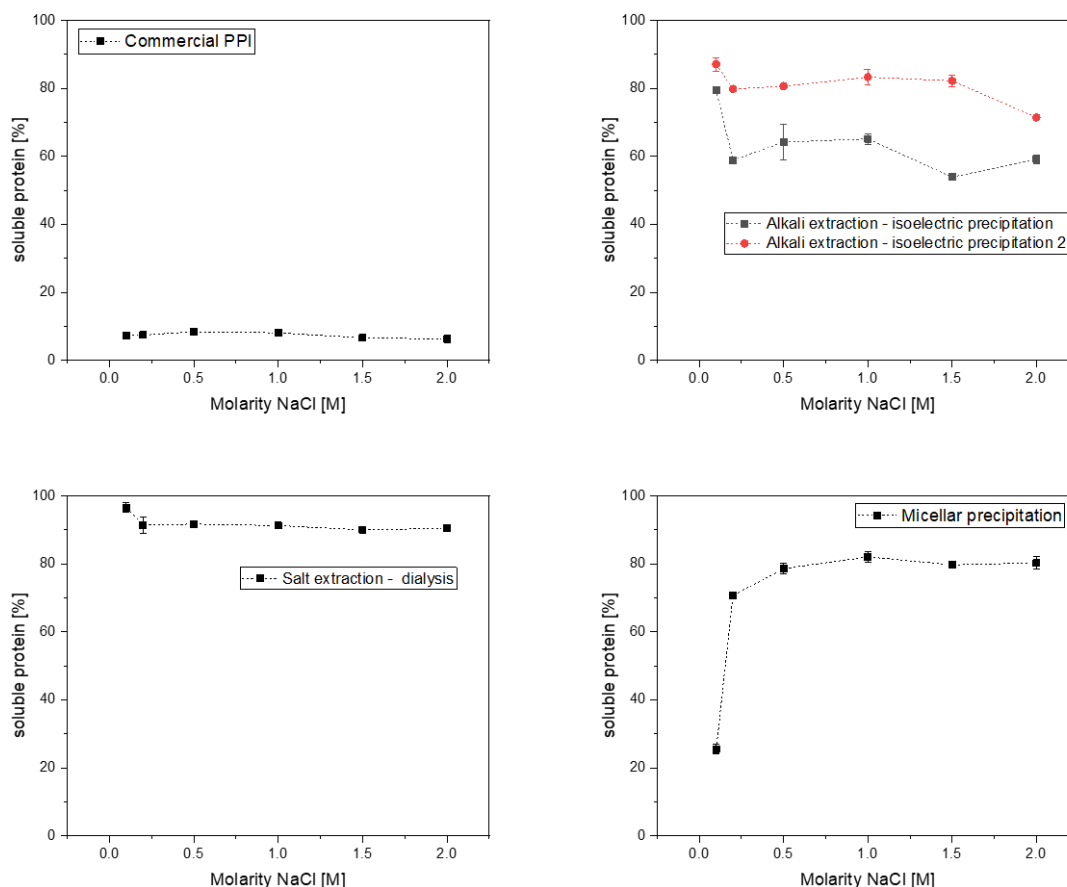 100
80
60
40
20
0
soluble protein [%]
Commercial PPI
0.0 0.5 1.0 1.5 2.0
Molarity NaCl [M]
100
80
60
40
20
0
soluble protein [%]
Alkali extraction - isoelectric precipitation
Alkali extraction - isoelectric precipitation 2
0.0 0.5 1.0 1.5 2.0
Molarity NaCl [M]
100
80
60
40
20
0
soluble protein [%]
Salt extraction - dialysis
0.0 0.5 1.0 1.5 2.0
Molarity NaCl [M]
100
80
60
40
20
0
soluble protein [%]
Micellar precipitation
0.0 0.5 1.0 1.5 2.0
Molarity NaCl [M]